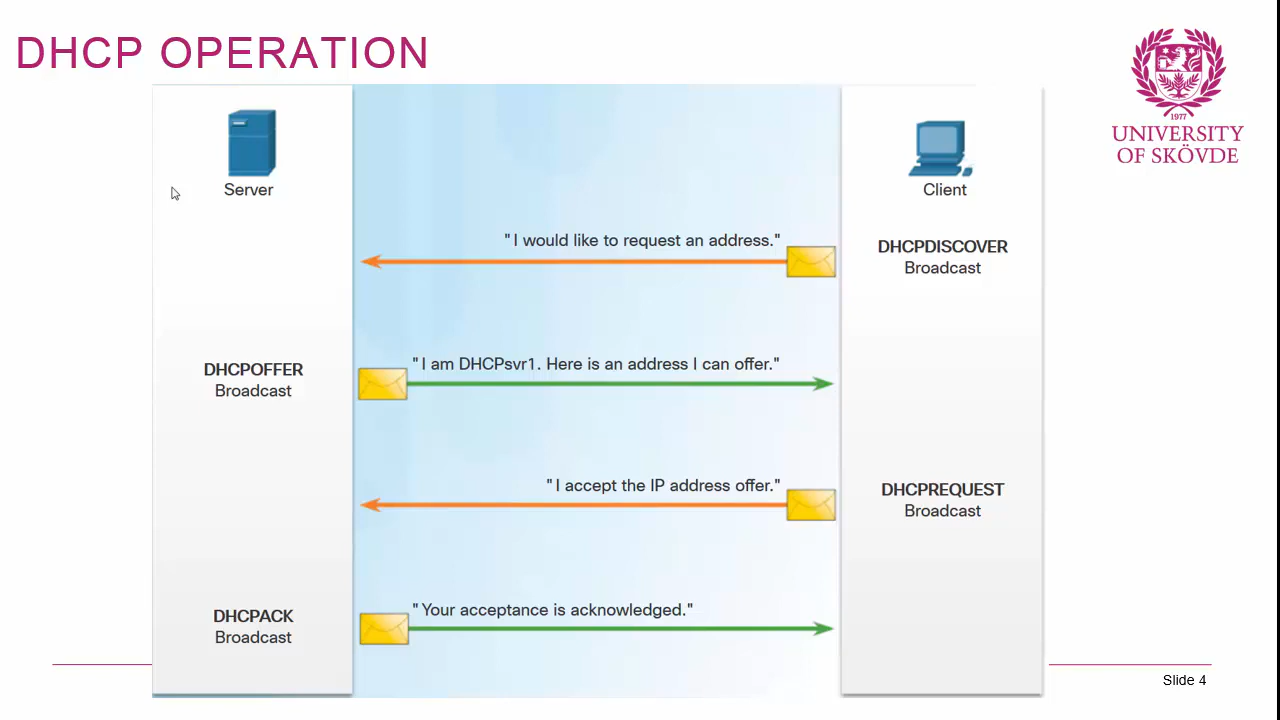 DHCP OPERATION
1977
UNIVERSITY
OF SKÖVDE
Server
Client
"I would like to request an address."
DHCPDISCOVER
Broadcast
DHCPOFFER
Broadcast
"I am DHCPsvr1. Here is an address I can offer."
"I accept the IP address offer."
DHCPREQUEST
Broadcast
DHCPACK
Broadcast
"Your acceptance is acknowledged."
Slide 4